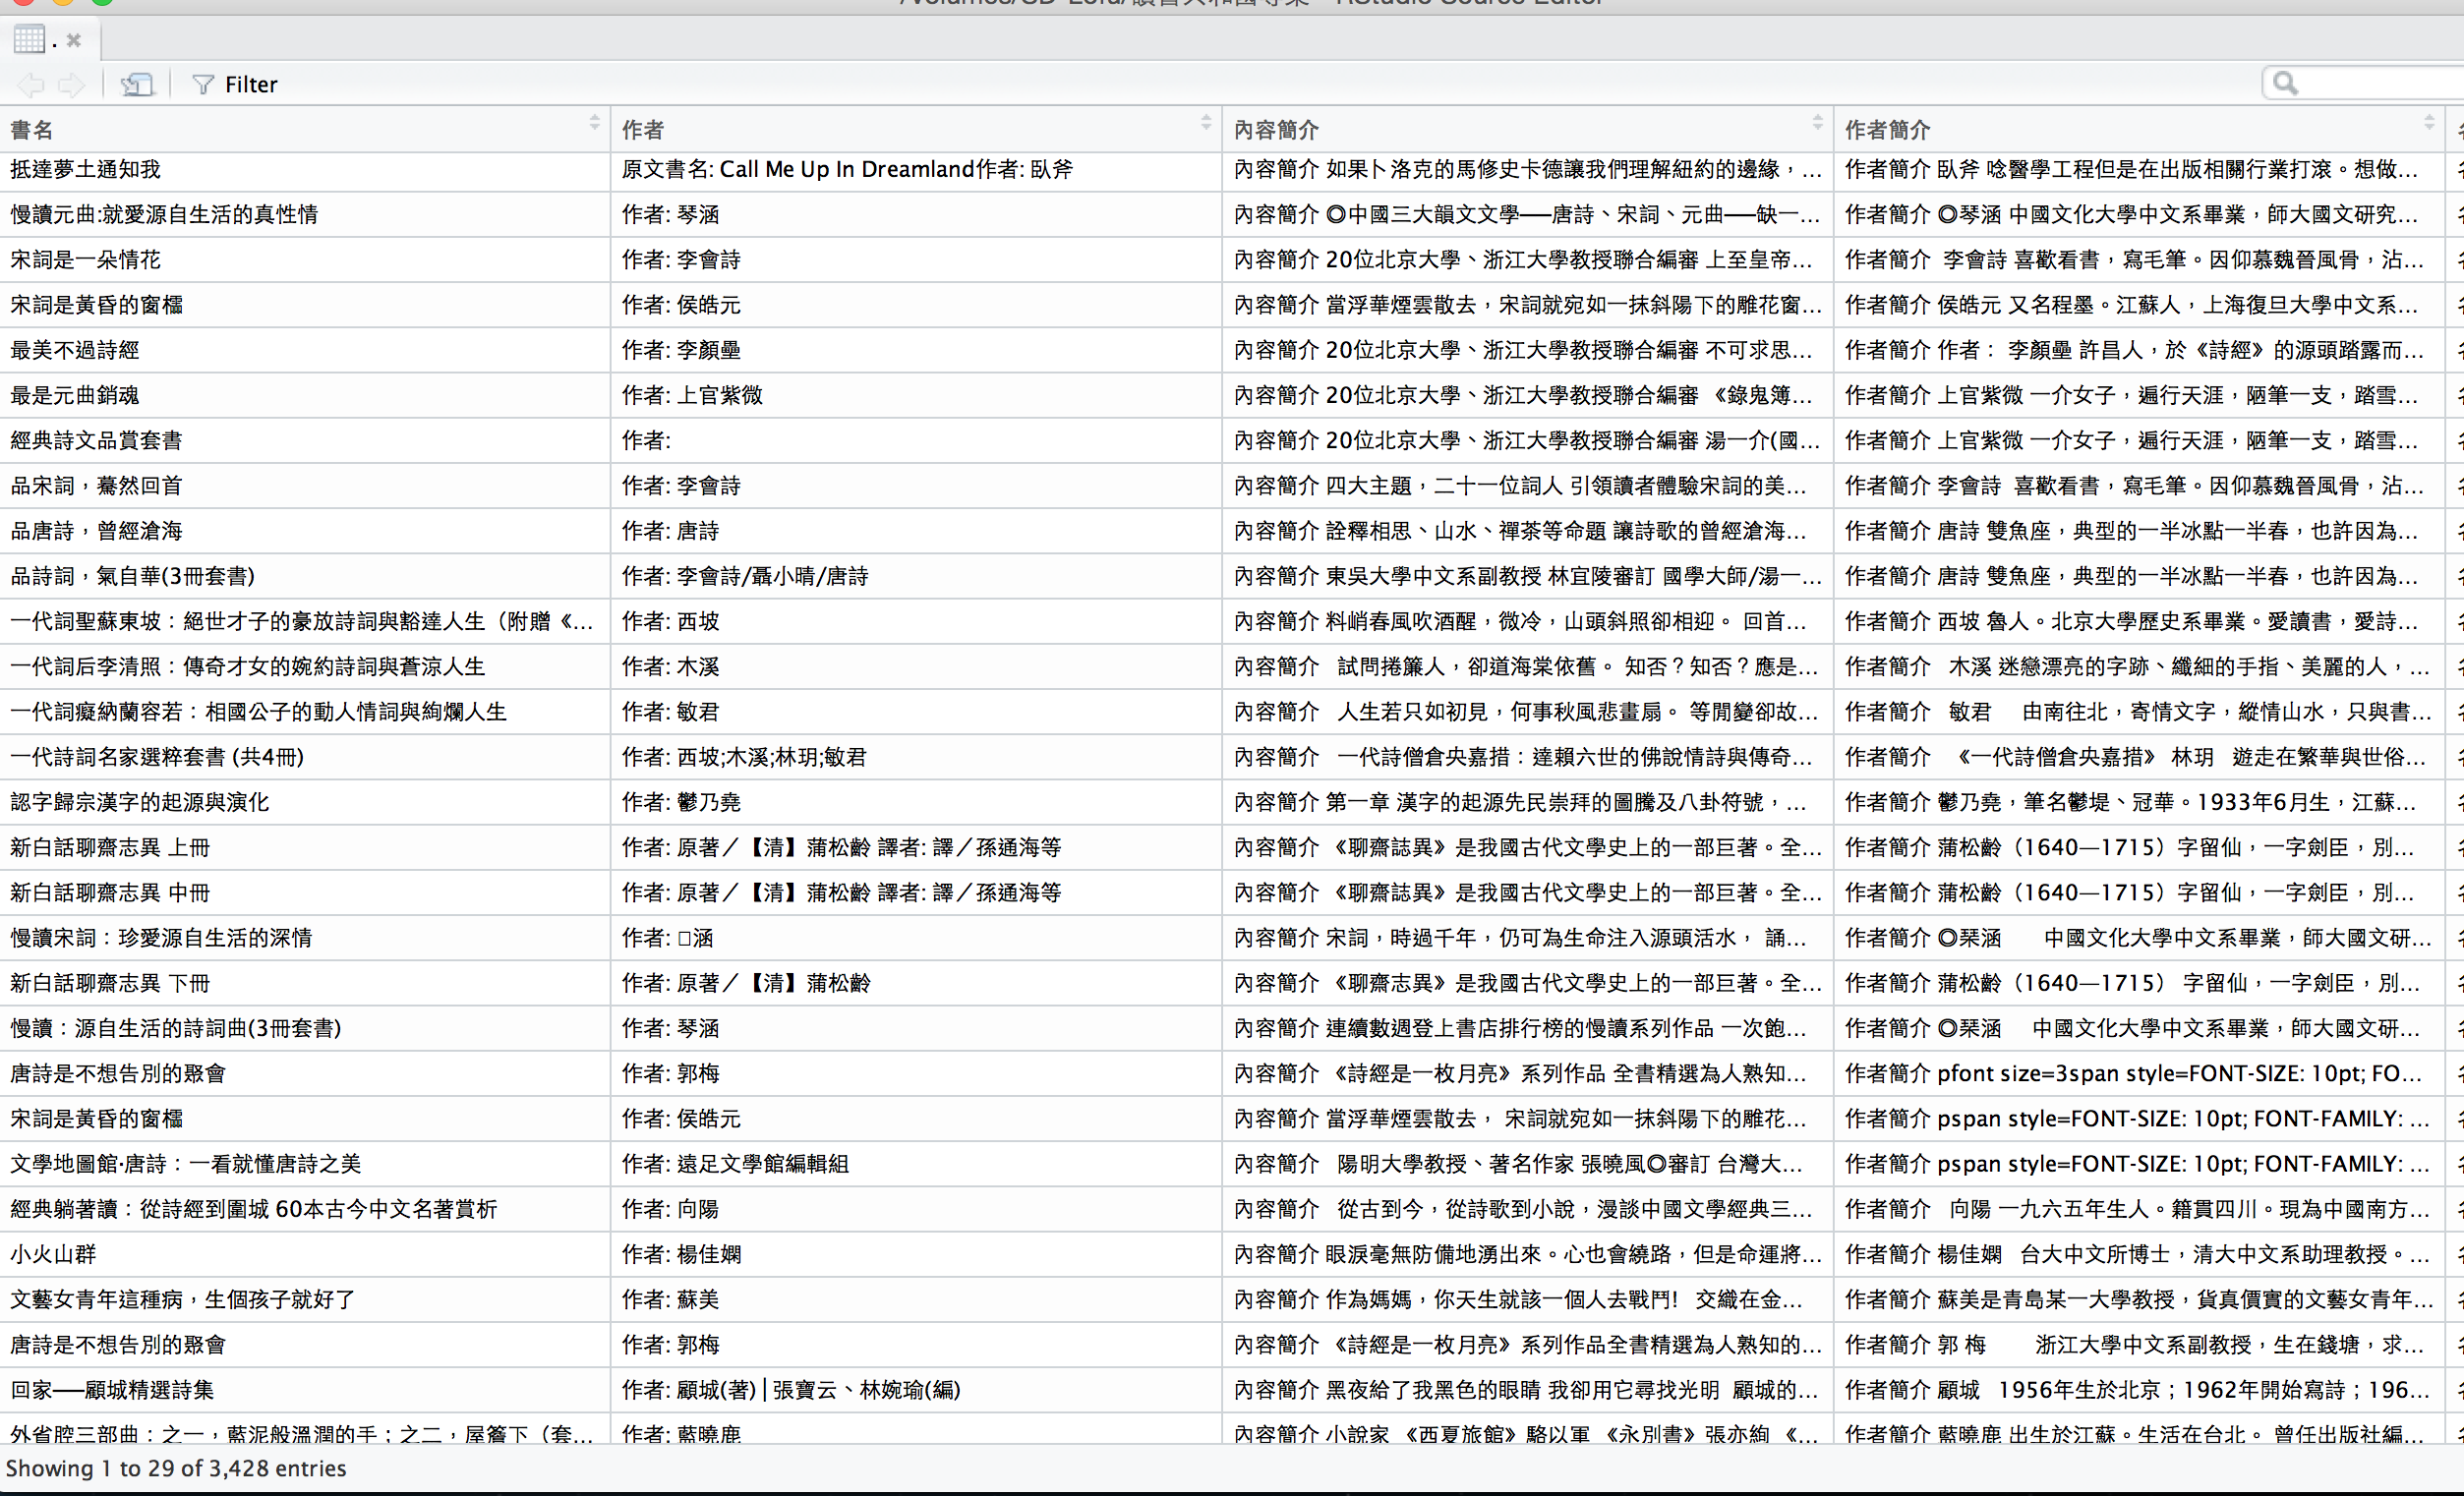 RStudio Source Editor
.
Filter
書名 作者 內容簡介 作者簡介
抵達夢土通知我 原文書名: Call Me Up In Dreamland作者: 臥斧 內容簡介 如果卜洛克的馬修史卡德讓我們理解紐約的邊緣，... 作者簡介 臥斧 唸醫學工程但是在出版相關行業打滾。想做...
慢讀元曲:就愛源自生活的真性情 作者: 琴涵 內容簡介 ◎中國三大韻文文學──唐詩、宋詞、元曲──缺一... 作者簡介 ◎琴涵 中國文化大學中文系畢業，師大國文研究...
宋詞是一朵情花 作者: 李會詩 內容簡介 20位北京大學、浙江大學教授聯合編審 上至皇帝... 作者簡介 李會詩 喜歡看書，寫毛筆。因仰慕魏晉風骨，沾...
宋詞是黃昏的窗櫺 作者: 侯皓元 內容簡介 當浮華煙雲散去，宋詞就宛如一抹斜陽下的雕花窗... 作者簡介 侯皓元 又名程墨。江蘇人，上海復旦大學中文系...
最美不過詩經 作者: 李顏壘 內容簡介 20位北京大學、浙江大學教授聯合編審 不可求思... 作者簡介 作者： 李顏壘 許昌人，於《詩經》的源頭踏露而...
最是元曲銷魂 作者: 上官紫微 內容簡介 20位北京大學、浙江大學教授聯合編審 《錄鬼簿... 作者簡介 上官紫微 一介女子，遍行天涯，陋筆一支，踏雪...
經典詩文品賞套書 作者: 內容簡介 20位北京大學、浙江大學教授聯合編審 湯一介(國... 作者簡介 上官紫微 一介女子，遍行天涯，陋筆一支，踏雪...
品宋詞，驀然回首 作者: 李會詩 內容簡介 四大主題，二十一位詞人 引領讀者體驗宋詞的美... 作者簡介 李會詩 喜歡看書，寫毛筆。因仰慕魏晉風骨，沾...
品唐詩，曾經滄海 作者: 唐詩 內容簡介 詮釋相思、山水、禪茶等命題 讓詩歌的曾經滄海... 作者簡介 唐詩 雙魚座，典型的一半冰點一半春，也許因為...
品詩詞，氣自華(3冊套書) 作者: 李會詩/聶小晴/唐詩 內容簡介 東吳大學中文系副教授 林宜陵審訂 國學大師/湯一... 作者簡介 唐詩 雙魚座，典型的一半冰點一半春，也許因為...
一代詞聖蘇東坡：絕世才子的豪放詩詞與豁達人生（附贈《... 作者: 西坡 內容簡介 料峭春風吹酒醒，微冷，山頭斜照卻相迎。 回首... 作者簡介 西坡 魯人。北京大學歷史系畢業。愛讀書，愛詩...
一代詞后李清照：傳奇才女的婉約詩詞與蒼涼人生 作者: 木溪 內容簡介 試問捲簾人，卻道海棠依舊。 知否？知否？應是... 作者簡介 木溪 迷戀漂亮的字跡、纖細的手指、美麗的人，...
一代詞癡納蘭容若：相國公子的動人情詞與絢爛人生 作者: 敏君 內容簡介 人生若只如初見，何事秋風悲畫扇。 等閒變卻故... 作者簡介 敏君 由南往北，寄情文字，縱情山水，只與書...
一代詩詞名家選粹套書 (共4冊) 作者: 西坡;木溪;林玥;敏君 內容簡介 一代詩僧倉央嘉措：達賴六世的佛說情詩與傳奇... 作者簡介 《一代詩僧倉央嘉措》 林玥 遊走在繁華與世俗...
認字歸宗漢字的起源與演化 作者: 鬱乃堯 內容簡介 第一章 漢字的起源先民崇拜的圖騰及八卦符號，... 作者簡介 鬱乃堯，筆名鬱堤、冠華。1933年6月生，江蘇...
新白話聊齋志異 上冊 作者: 原著／【清】蒲松齡 譯者: 譯／孫通海等 內容簡介 《聊齋誌異》是我國古代文學史上的一部巨著。全... 作者簡介 蒲松齡（1640—1715）字留仙，一字劍臣，別...
新白話聊齋志異 中冊 作者: 原著／【清】蒲松齡 譯者: 譯／孫通海等 內容簡介 《聊齋誌異》是我國古代文學史上的一部巨著。全... 作者簡介 蒲松齡（1640—1715）字留仙，一字劍臣，別...
慢讀宋詞：珍愛源自生活的深情 作者: □涵 內容簡介 宋詞，時過千年，仍可為生命注入源頭活水， 誦... 作者簡介 ◎琹涵 中國文化大學中文系畢業，師大國文研...
新白話聊齋志異 下冊 作者: 原著／【清】蒲松齡 內容簡介 《聊齋志異》是我國古代文學史上的一部巨著。全... 作者簡介 蒲松齡（1640—1715） 字留仙，一字劍臣，別...
慢讀：源自生活的詩詞曲(3冊套書) 作者: 琴涵 內容簡介 連續數週登上書店排行榜的慢讀系列作品 一次飽... 作者簡介 ◎琹涵 中國文化大學中文系畢業，師大國文研...
唐詩是不想告別的聚會 作者: 郭梅 內容簡介 《詩經是一枚月亮》系列作品 全書精選為人熟知... 作者簡介 pfont size=3span style=FONT-SIZE: 10pt; FO...
宋詞是黃昏的窗櫺 作者: 侯皓元 內容簡介 當浮華煙雲散去， 宋詞就宛如一抹斜陽下的雕花... 作者簡介 pspan style=FONT-SIZE: 10pt; FONT-FAMILY: ...
文學地圖館·唐詩：一看就懂唐詩之美 作者: 遠足文學館編輯組 內容簡介 陽明大學教授、著名作家 張曉風◎審訂 台灣大... 作者簡介 pspan style=FONT-SIZE: 10pt; FONT-FAMILY: ...
經典躺著讀：從詩經到圍城 60本古今中文名著賞析 作者: 向陽 內容簡介 從古到今，從詩歌到小說，漫談中國文學經典三... 作者簡介 向陽 一九六五年生人。籍貫四川。現為中國南方...
小火山群 作者: 楊佳嫻 內容簡介 眼淚毫無防備地湧出來。心也會繞路，但是命運將... 作者簡介 楊佳嫻 台大中文所博士，清大中文系助理教授。...
文藝女青年這種病，生個孩子就好了 作者: 蘇美 內容簡介 作為媽媽，你天生就該一個人去戰鬥! 交織在金... 作者簡介 蘇美是青島某一大學教授，貨真價實的文藝女青年...
唐詩是不想告別的聚會 作者: 郭梅 內容簡介 《詩經是一枚月亮》系列作品全書精選為人熟知的... 作者簡介 郭 梅 浙江大學中文系副教授，生在錢塘，求...
回家──顧城精選詩集 作者: 顧城(著)│張寶云、林婉瑜(編) 內容簡介 黑夜給了我黑色的眼睛 我卻用它尋找光明 顧城的... 作者簡介 顧城 1956年生於北京；1962年開始寫詩；196...
外省腔三部曲：之一，藍泥般溫潤的手；之二，屋簷下（套... 作者: 藍曉鹿 內容簡介 小說家 《西夏旅館》駱以軍 《永別書》張亦絢 《... 作者簡介 藍曉鹿 出生於江蘇。生活在台北。 曾任出版社編...
Showing 1 to 29 of 3,428 entries